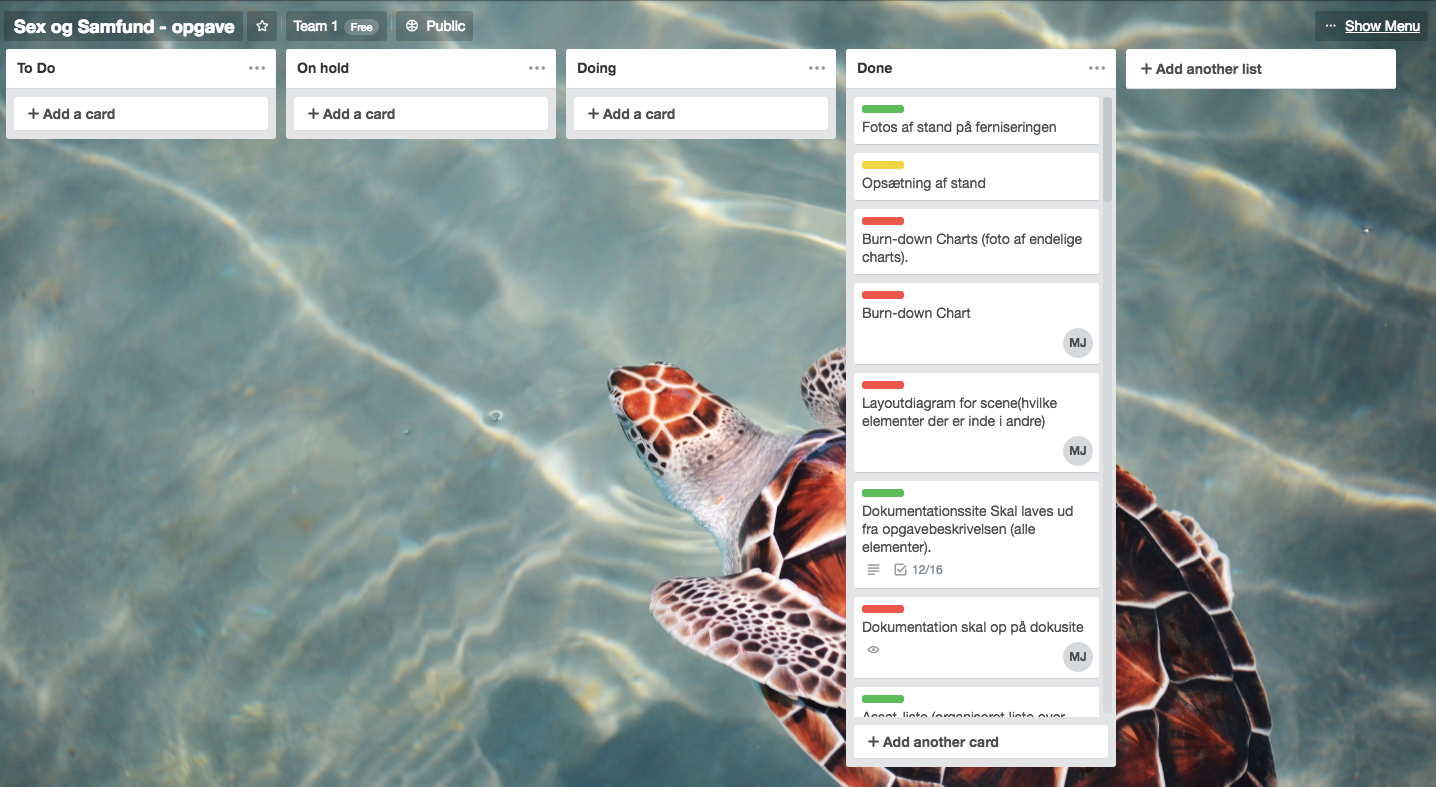 Sex og Samfund - opgave
Team 1 Free
Public
Show Menu
To Do
+ Add a card
On hold
+ Add a card
Doing
+ Add a card
Done
Fotos af stand på ferniseringen
Opsætning af stand
Burn-down Charts (foto af endelige
charts).
Burn-down Chart
MJ
Layoutdiagram for scene(hvilke
elementer der er inde i andre)
MJ
Dokumentationssite Skal laves ud
fra opgavebeskrivelsen (alle
elementer).
12/16
Dokumentation skal op på dokusite
MJ
Asset-liste (organiseret liste over
+ Add another card
+ Add another list